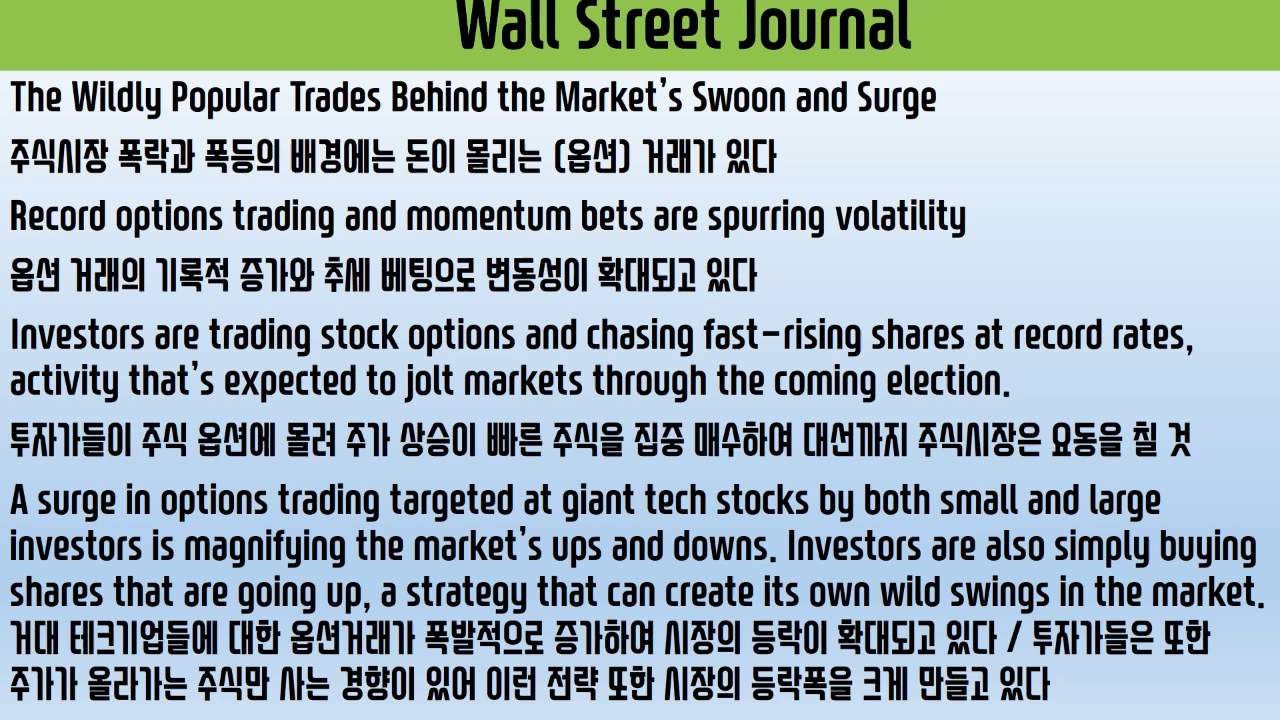 Wall Street Journal
The Wildly Popular Trades Behind the Market's Swoon and Surge
주식시장 폭락과 폭등의 배경에는 돈이 몰리는 (옵션) 거래가 있다
Record options trading and momentum bets are spurring volatility
옵션 거래의 기록적 증가와 추세 베팅으로 변동성이 확대되고 있다
Investors are trading stock options and chasing fast-rising shares at record rates,
activity that's expected to jolt markets through the coming election.
투자가들이 주식 옵션에 몰려 주가 상승이 빠른 주식을 집중 매수하여 대선까지 주식시장은 요동을 칠 것
A surge in options trading targeted at giant tech stocks by both small and large
investors is magnifying the market's ups and downs. Investors are also simply buying
shares that are going up, a strategy that can create its own wild swings in the market.
거대 테크기업들에 대한 옵션거래가 폭발적으로 증가하여 시장의 등락이 확대되고 있다 / 투자가들은 또한
주가가 올라가는 주식만 사는 경향이 있어 이런 전략 또한 시장의 등락폭을 크게 만들고 있다